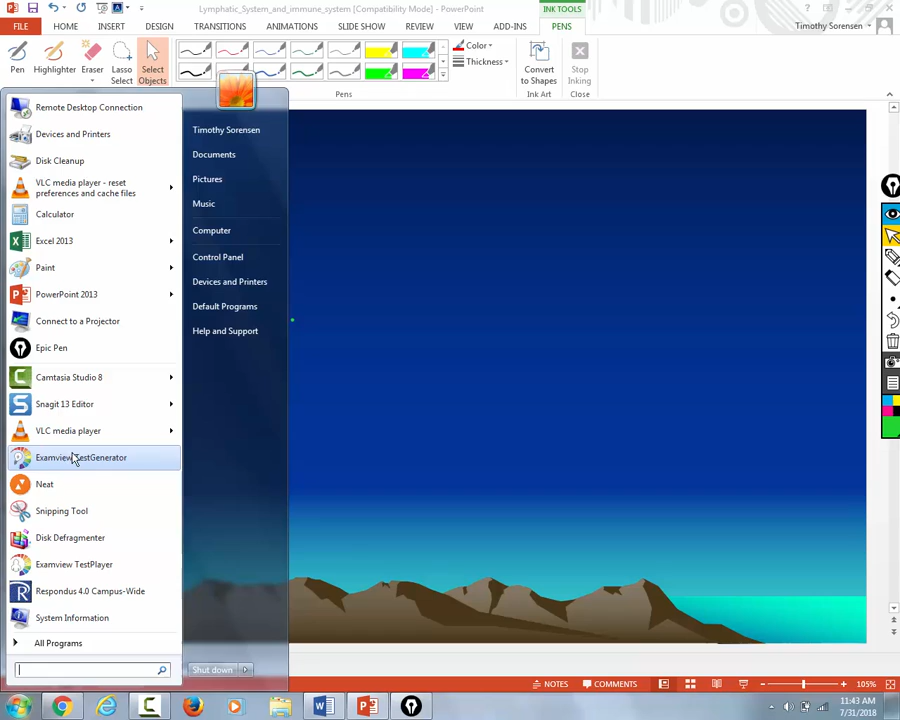 Lymphatic_System_and_immune_system [Compatibility Mode] - PowerPoint
INK TOOLS
FILE HOME INSERT DESIGN TRANSITIONS ANIMATIONS SLIDE SHOW REVIEW VIEW ADD-INS PENS
Timothy Sorensen
Pen
Highlighter
Eraser
Lasso Select
Select Objects
Color
Thickness
Convert to Shapes
Stop Inking
Pens
Ink Art
Close
Remote Desktop Connection
Devices and Printers
Disk Cleanup
VLC media player - reset
preferences and cache files
Calculator
Excel 2013
Paint
PowerPoint 2013
Connect to a Projector
Epic Pen
Camtasia Studio 8
Snagit 13 Editor
VLC media player
Examview TestGenerator
Neat
Snipping Tool
Disk Defragmenter
Examview TestPlayer
Respondus 4.0 Campus-Wide
System Information
All Programs
Timothy Sorensen
Documents
Pictures
Music
Computer
Control Panel
Devices and Printers
Default Programs
Help and Support
Shut down
NOTES
COMMENTS
105%
11:43 AM
7/31/2018